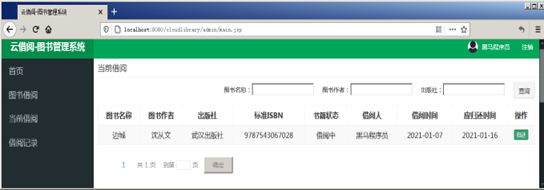 云借阅-图书管理系统
localhost:8080/cloudlibrary/admin/main.jsp
云借阅-图书管理系统 黑马程序员 注销
首页
图书借阅
当前借阅
借阅记录
当前借阅
图书名称： 图书作者： 出版社： 查询
图书名称 图书作者 出版社 标准ISBN 书籍状态 借阅人 借阅时间 应归还时间 操作
边城 沈从文 武汉出版社 9787543067028 借阅中 黑马程序员 2021-01-07 2021-01-16
1 共 1 页 到第 页 确定